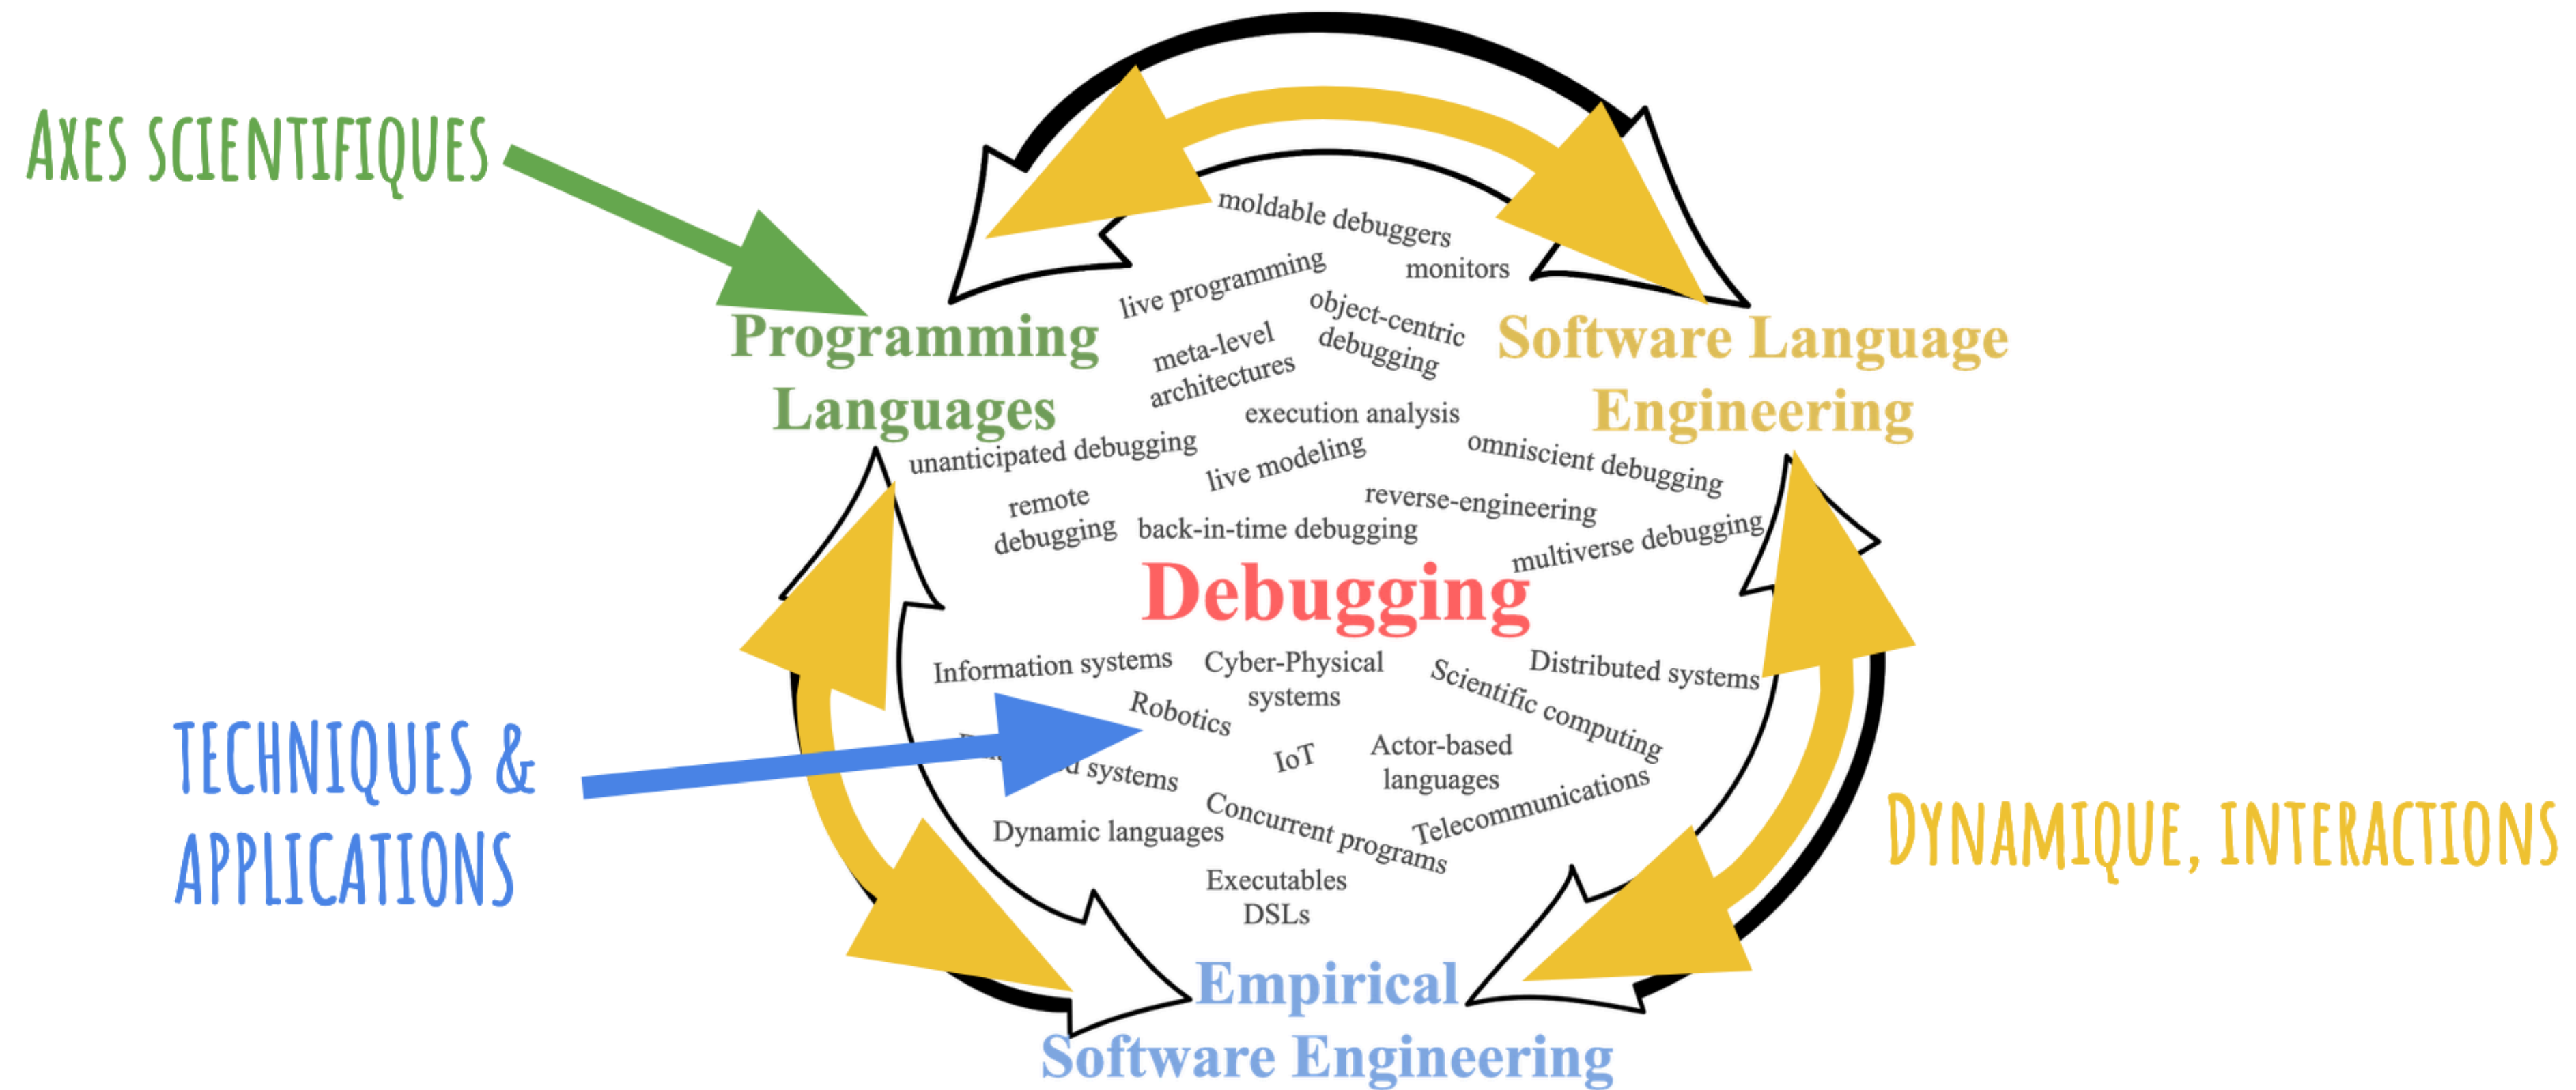 AXES SCIENTIFIQUES
moldable debuggers
monitors
live programming
object-centric
debugging
meta-level
architectures
Programming
Languages
Software Language
Engineering
execution analysis
unanticipated debugging
live modeling
omniscient debugging
remote
debugging
reverse-engineering
back-in-time debugging
multiverse debugging
Debugging
Information systems
Cyber-Physical
systems
Distributed systems
Scientific computing
Robotics
TECHNIQUES &
APPLICATIONS
systems
IoT
Actor-based
languages
Telecommunications
Concurrent programs
Dynamic languages
DYNAMIQUE, INTERACTIONS
Executables
DSLs
Empirical
Software Engineering